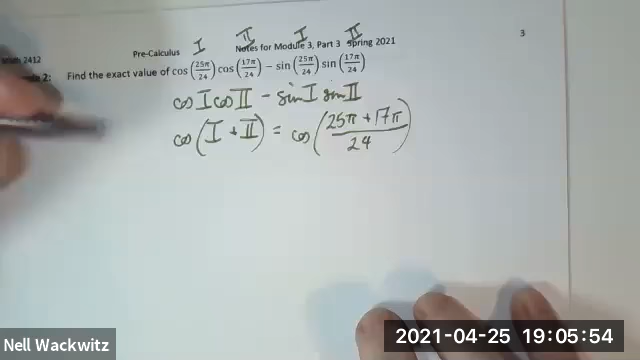 I II I II
Pre-Calculus Notes for Module 3, Part 3 Spring 2021 3
2412
2: Find the exact value of cos(25π/24) cos(17π/24) − sin(25π/24) sin(17π/24)
cos I cos II − sin I sin II
cos(I + II) = cos((25π + 17π)/24)
Nell Wackwitz
2021-04-25 19:05:54